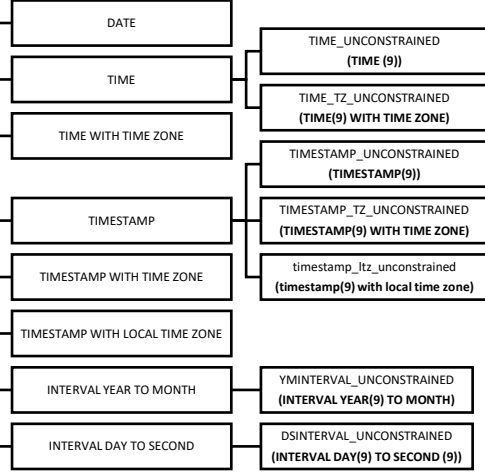 DATE
TIME
TIME_UNCONSTRAINED
(TIME (9))
TIME_TZ_UNCONSTRAINED
(TIME(9) WITH TIME ZONE)
TIME WITH TIME ZONE
TIMESTAMP
TIMESTAMP_UNCONSTRAINED
(TIMESTAMP(9))
TIMESTAMP_TZ_UNCONSTRAINED
(TIMESTAMP(9) WITH TIME ZONE)
timestamp_ltz_unconstrained
(timestamp(9) with local time zone)
TIMESTAMP WITH TIME ZONE
TIMESTAMP WITH LOCAL TIME ZONE
INTERVAL YEAR TO MONTH
YMINTERVAL_UNCONSTRAINED
(INTERVAL YEAR(9) TO MONTH)
INTERVAL DAY TO SECOND
DSINTERVAL_UNCONSTRAINED
(INTERVAL DAY(9) TO SECOND (9))